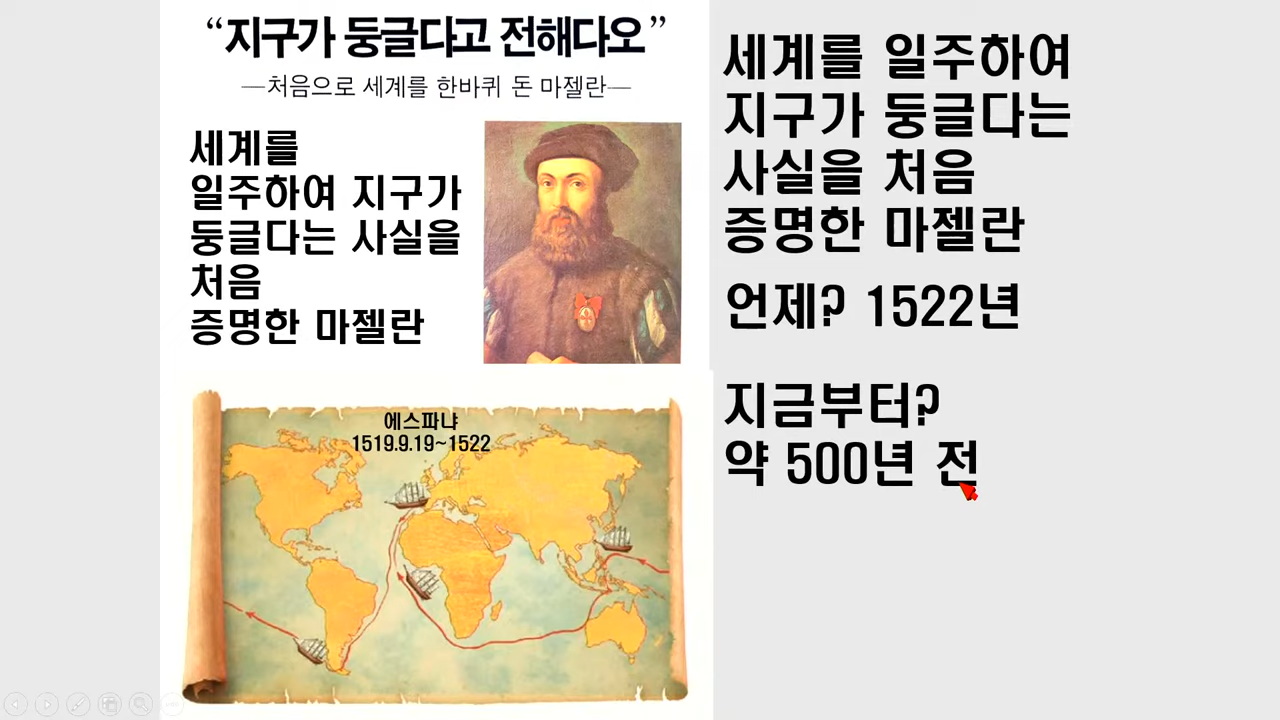 “지구가 둥글다고 전해다오”
—처음으로 세계를 한바퀴 돈 마젤란—
세계를
일주하여 지구가
둥글다는 사실을
처음
증명한 마젤란
에스파냐
1519.9.19~1522
세계를 일주하여
지구가 둥글다는
사실을 처음
증명한 마젤란
언제? 1522년
지금부터?
약 500년 전